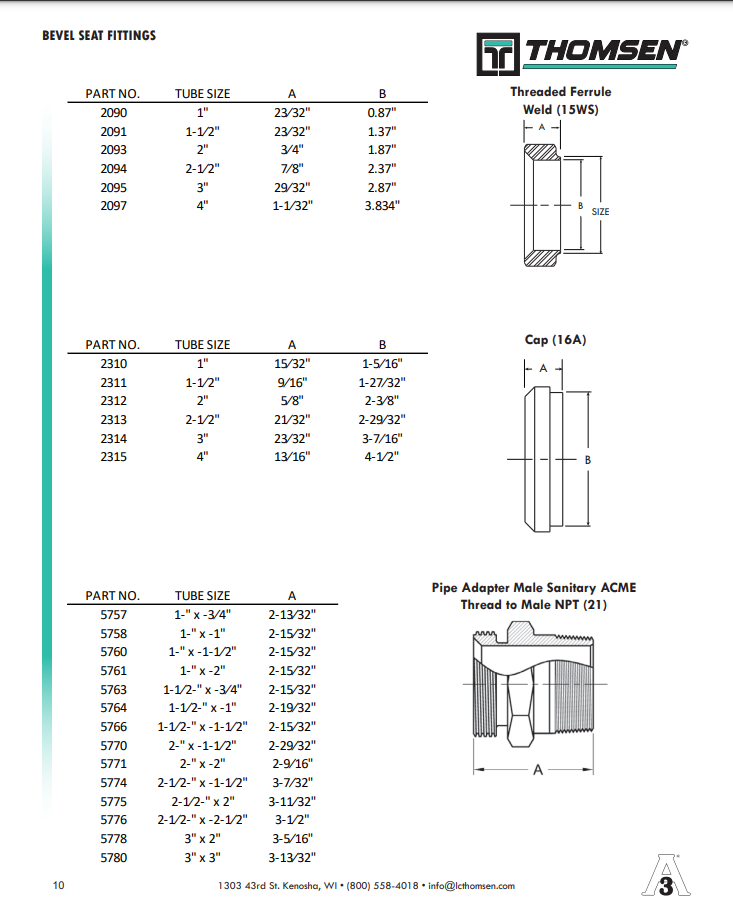 BEVEL SEAT FITTINGS
THOMSEN®
PART NO. TUBE SIZE A B
2090 1" 23⁄32" 0.87"
2091 1-1⁄2" 23⁄32" 1.37"
2093 2" 3⁄4" 1.87"
2094 2-1⁄2" 7⁄8" 2.37"
2095 3" 29⁄32" 2.87"
2097 4" 1-1⁄32" 3.834"
Threaded Ferrule
Weld (15WS)
A
B
SIZE
PART NO. TUBE SIZE A B
2310 1" 15⁄32" 1-5⁄16"
2311 1-1⁄2" 9⁄16" 1-27⁄32"
2312 2" 5⁄8" 2-3⁄8"
2313 2-1⁄2" 21⁄32" 2-29⁄32"
2314 3" 23⁄32" 3-7⁄16"
2315 4" 13⁄16" 4-1⁄2"
Cap (16A)
A
B
PART NO. TUBE SIZE A
5757 1-" x -3⁄4" 2-13⁄32"
5758 1-" x -1" 2-15⁄32"
5760 1-" x -1-1⁄2" 2-15⁄32"
5761 1-" x -2" 2-15⁄32"
5763 1-1⁄2-" x -3⁄4" 2-15⁄32"
5764 1-1⁄2-" x -1" 2-19⁄32"
5766 1-1⁄2-" x -1-1⁄2" 2-15⁄32"
5770 2-" x -1-1⁄2" 2-29⁄32"
5771 2-" x -2" 2-9⁄16"
5774 2-1⁄2-" x -1-1⁄2" 3-7⁄32"
5775 2-1⁄2-" x 2" 3-11⁄32"
5776 2-1⁄2-" x -2-1⁄2" 3-1⁄2"
5778 3" x 2" 3-5⁄16"
5780 3" x 3" 3-13⁄32"
Pipe Adapter Male Sanitary ACME
Thread to Male NPT (21)
A
10
1303 43rd St. Kenosha, WI • (800) 558-4018 • info@lcthomsen.com
A
3